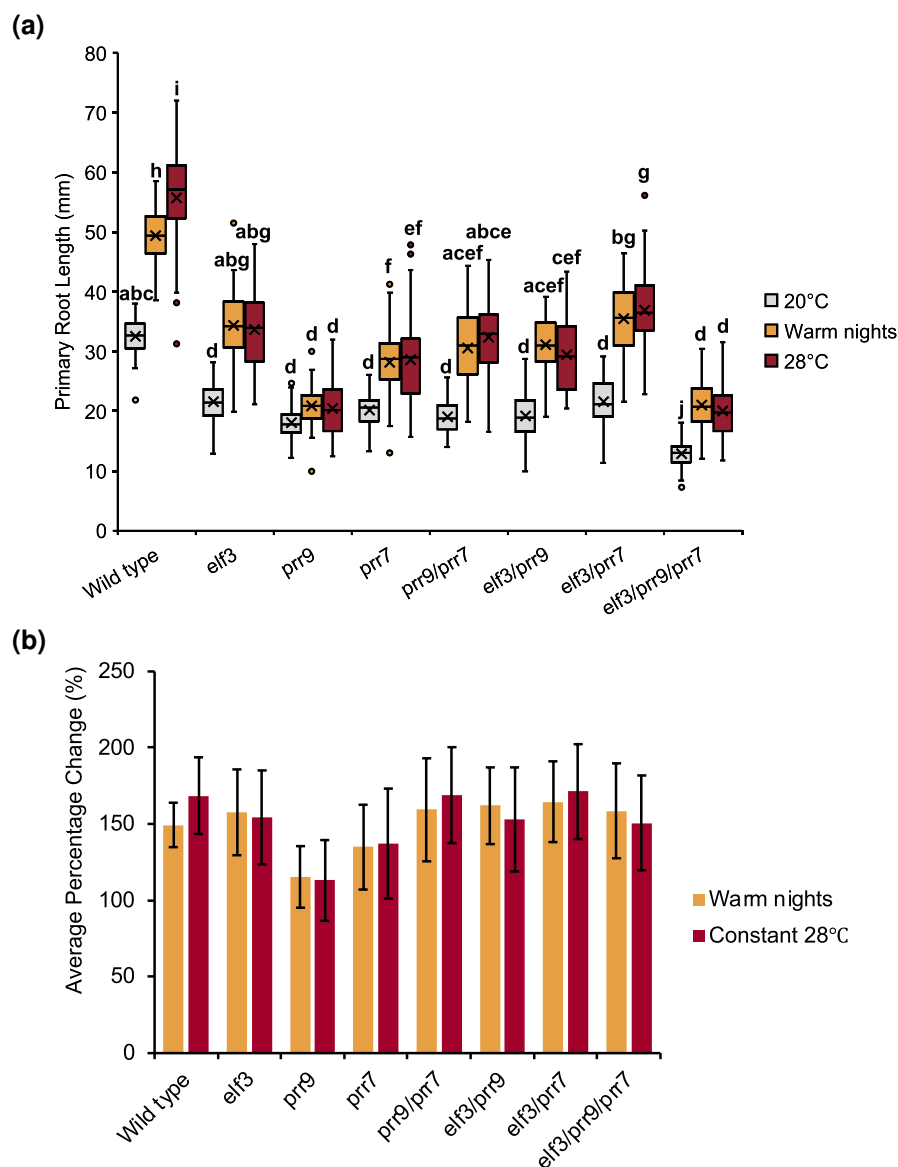 (a)
80
70
60
50
40
30
20
10
0
Primary Root Length (mm)
abc
h
i
d
abg
abg
d
d
d
d
f
ef
d
acef
abce
d
acef
cef
d
bg
g
j
d
d
20°C
Warm nights
28°C
Wild type
elf3
prr9
prr7
prr9/prr7
elf3/prr9
elf3/prr7
elf3/prr9/prr7
(b)
250
200
150
100
50
0
Average Percentage Change (%)
Warm nights
Constant 28°C
Wild type
elf3
prr9
prr7
prr9/prr7
elf3/prr9
elf3/prr7
elf3/prr9/prr7